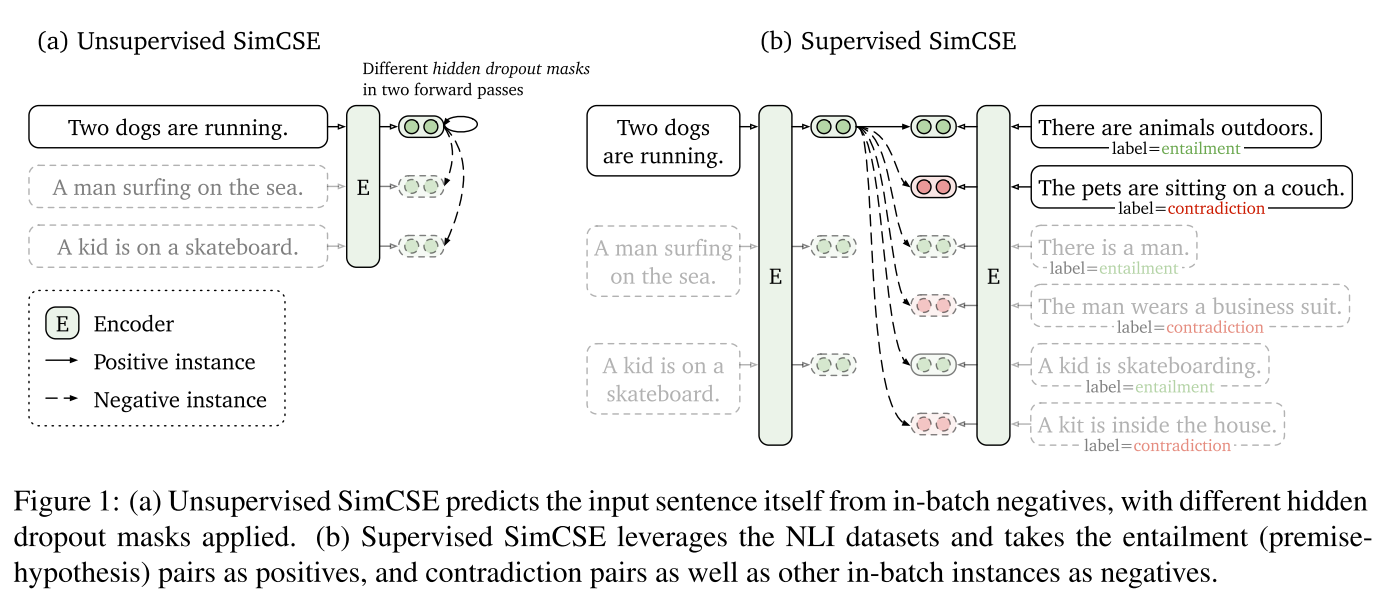 (a) Unsupervised SimCSE
Different hidden dropout masks
in two forward passes
Two dogs are running.
A man surfing on the sea.
A kid is on a skateboard.
E
E Encoder
Positive instance
Negative instance
(b) Supervised SimCSE
Two dogs
are running.
A man surfing
on the sea.
A kid is on a
skateboard.
E
E
There are animals outdoors.
label=entailment
The pets are sitting on a couch.
label=contradiction
There is a man.
label=entailment
The man wears a business suit.
label=contradiction
A kid is skateboarding.
label=entailment
A kit is inside the house.
label=contradiction
Figure 1: (a) Unsupervised SimCSE predicts the input sentence itself from in-batch negatives, with different hidden
dropout masks applied. (b) Supervised SimCSE leverages the NLI datasets and takes the entailment (premise-
hypothesis) pairs as positives, and contradiction pairs as well as other in-batch instances as negatives.